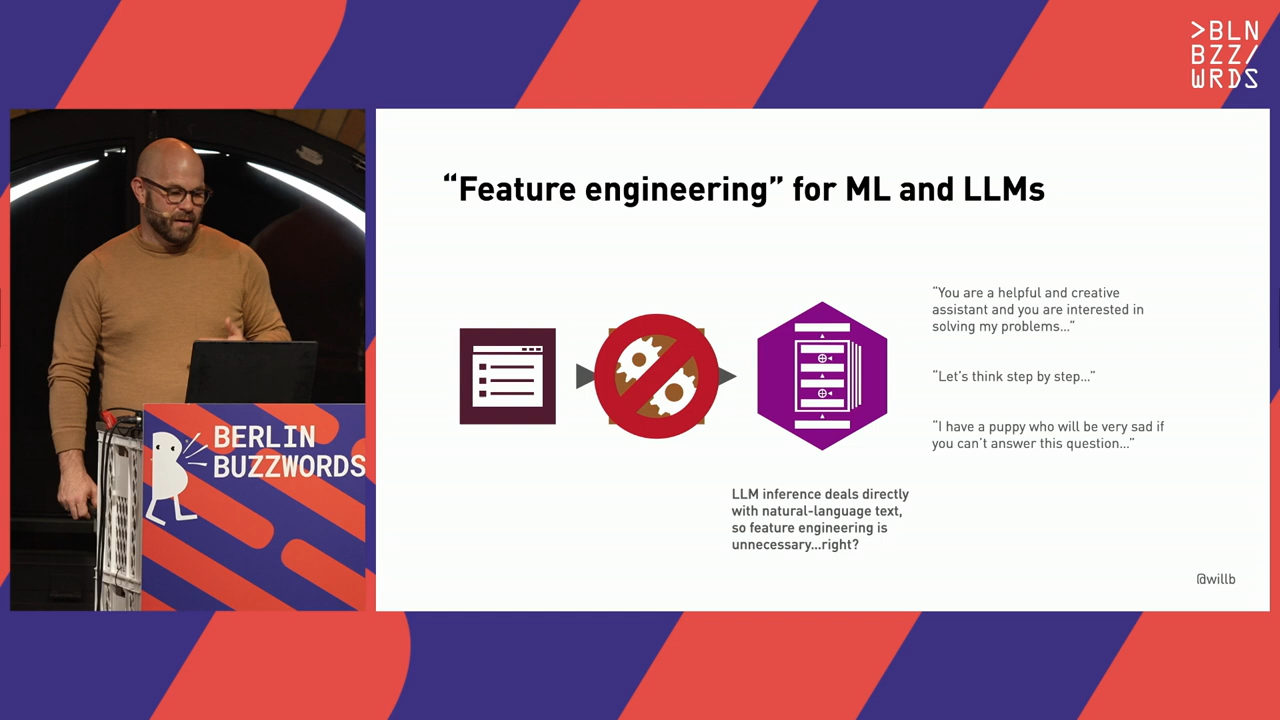 >BLN
BZZ/
WRDS
“Feature engineering” for ML and LLMs
“You are a helpful and creative
assistant and you are interested in
solving my problems...”
“Let’s think step by step...”
“I have a puppy who will be very sad if
you can’t answer this question...”
LLM inference deals directly
with natural-language text,
so feature engineering is
unnecessary...right?
@willb
BERLIN
BUZZWORDS